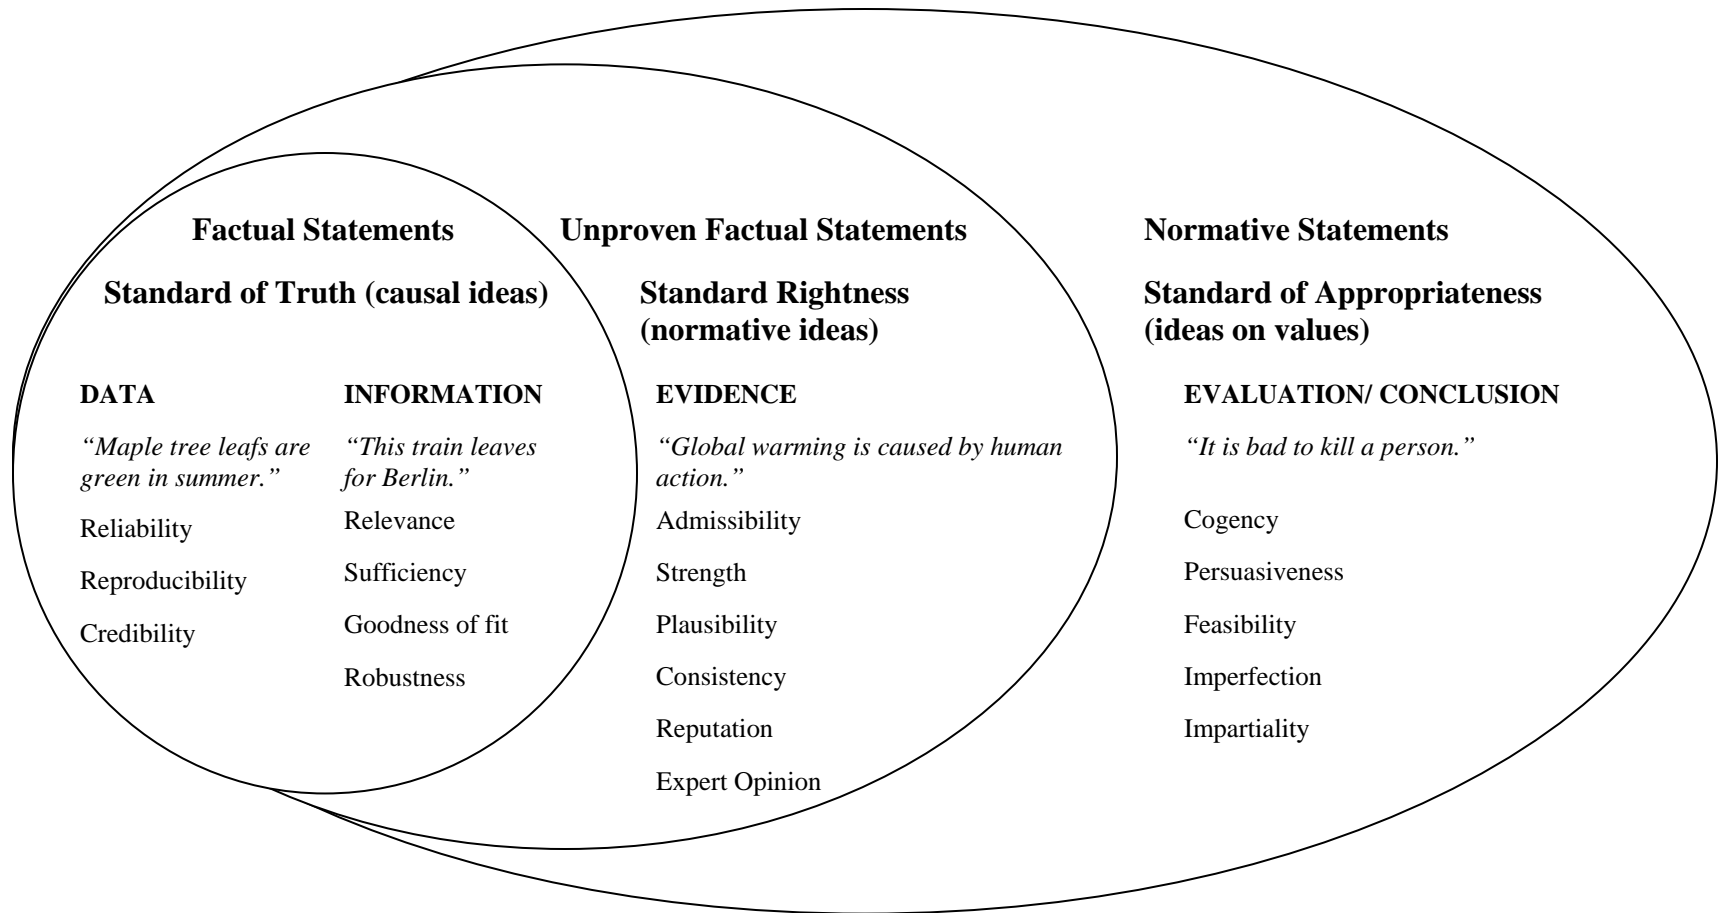 Factual Statements
Standard of Truth (causal ideas)
DATA
“Maple tree leafs are
green in summer.”
Reliability
Reproducibility
Credibility
INFORMATION
“This train leaves
for Berlin.”
Relevance
Sufficiency
Goodness of fit
Robustness
Unproven Factual Statements
Standard Rightness
(normative ideas)
EVIDENCE
“Global warming is caused by human
action.”
Admissibility
Strength
Plausibility
Consistency
Reputation
Expert Opinion
Normative Statements
Standard of Appropriateness
(ideas on values)
EVALUATION/ CONCLUSION
“It is bad to kill a person.”
Cogency
Persuasiveness
Feasibility
Imperfection
Impartiality